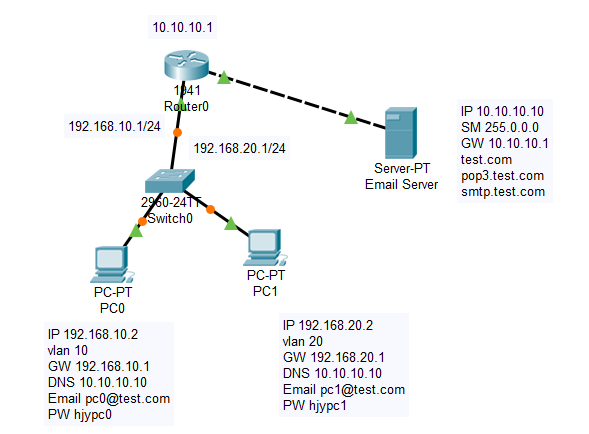 10.10.10.1
1941
Router0
192.168.10.1/24
192.168.20.1/24
Server-PT
Email Server
IP 10.10.10.10
SM 255.0.0.0
GW 10.10.10.1
test.com
pop3.test.com
smtp.test.com
2960-24TT
Switch0
PC-PT
PC0
PC-PT
PC1
IP 192.168.10.2
vlan 10
GW 192.168.10.1
DNS 10.10.10.10
Email pc0@test.com
PW hjypc0
IP 192.168.20.2
vlan 20
GW 192.168.20.1
DNS 10.10.10.10
Email pc1@test.com
PW hjypc1